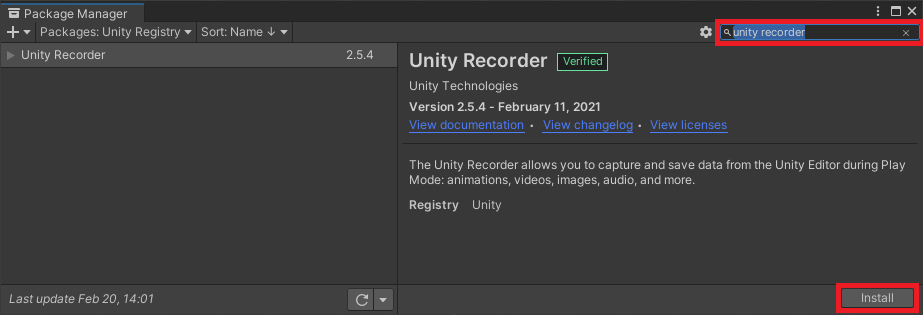 Package Manager
Packages: Unity Registry Sort: Name ↓ unity recorder
Unity Recorder 2.5.4
Unity Recorder Verified
Unity Technologies
Version 2.5.4 - February 11, 2021
View documentation • View changelog • View licenses
The Unity Recorder allows you to capture and save data from the Unity Editor during Play
Mode: animations, videos, images, audio, and more.
Registry Unity
Last update Feb 20, 14:01
Install